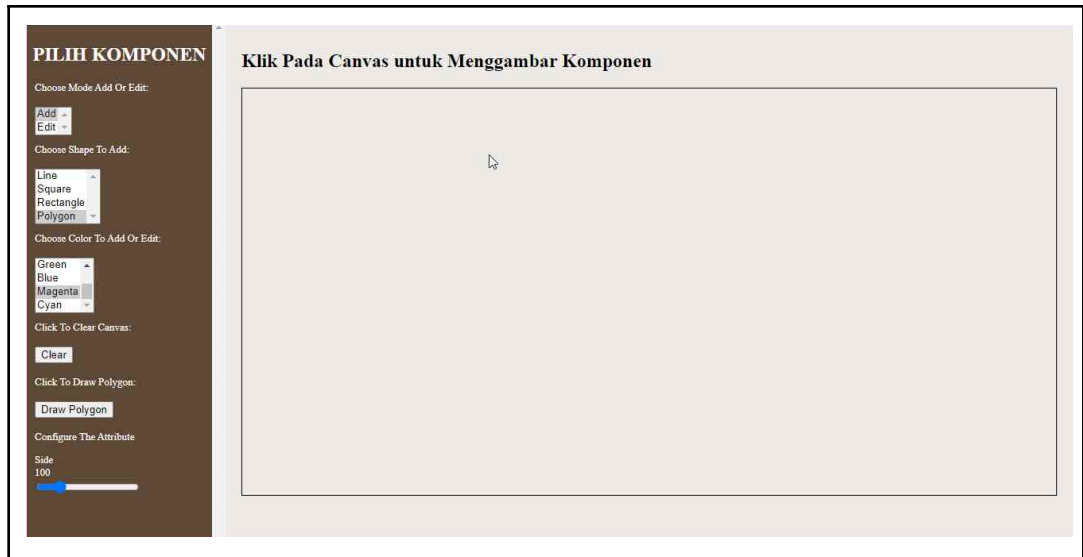 PILIH KOMPONEN
Choose Mode Add Or Edit:
Add
Edit
Choose Shape To Add:
Line
Square
Rectangle
Polygon
Choose Color To Add Or Edit:
Green
Blue
Magenta
Cyan
Click To Clear Canvas:
Clear
Click To Draw Polygon:
Draw Polygon
Configure The Attribute
Side
100
Klik Pada Canvas untuk Menggambar Komponen